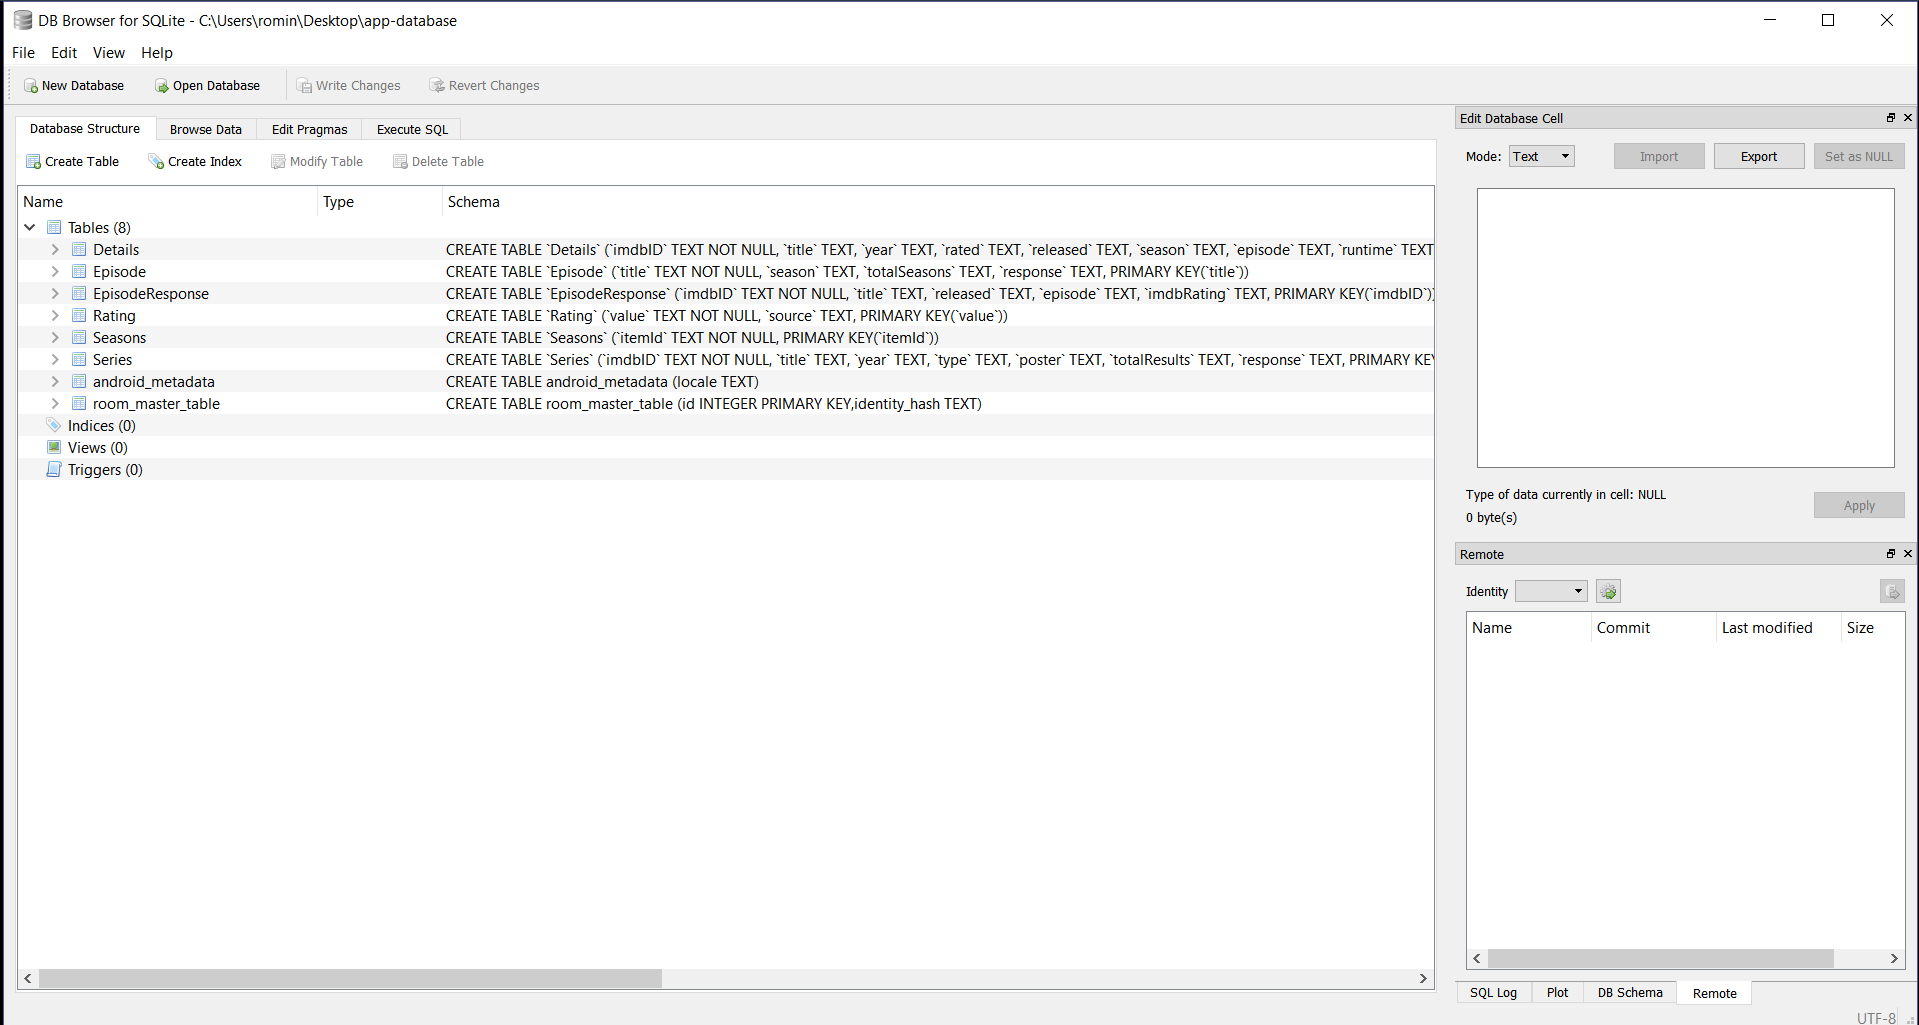 DB Browser for SQLite - C:\Users\romin\Desktop\app-database
File Edit View Help
New Database Open Database Write Changes Revert Changes
Database Structure Browse Data Edit Pragmas Execute SQL
Create Table Create Index Modify Table Delete Table
Name Type Schema
Tables (8)
Details CREATE TABLE `Details` (`imdbID` TEXT NOT NULL, `title` TEXT, `year` TEXT, `rated` TEXT, `released` TEXT, `season` TEXT, `episode` TEXT, `runtime` TEXT
Episode CREATE TABLE `Episode` (`title` TEXT NOT NULL, `season` TEXT, `totalSeasons` TEXT, `response` TEXT, PRIMARY KEY(`title`))
EpisodeResponse CREATE TABLE `EpisodeResponse` (`imdbID` TEXT NOT NULL, `title` TEXT, `released` TEXT, `episode` TEXT, `imdbRating` TEXT, PRIMARY KEY(`imdbID`))
Rating CREATE TABLE `Rating` (`value` TEXT NOT NULL, `source` TEXT, PRIMARY KEY(`value`))
Seasons CREATE TABLE `Seasons` (`itemId` TEXT NOT NULL, PRIMARY KEY(`itemId`))
Series CREATE TABLE `Series` (`imdbID` TEXT NOT NULL, `title` TEXT, `year` TEXT, `type` TEXT, `poster` TEXT, `totalResults` TEXT, `response` TEXT, PRIMARY KEY
android_metadata CREATE TABLE android_metadata (locale TEXT)
room_master_table CREATE TABLE room_master_table (id INTEGER PRIMARY KEY,identity_hash TEXT)
Indices (0)
Views (0)
Triggers (0)
Edit Database Cell
Mode: Text Import Export Set as NULL
Type of data currently in cell: NULL
0 byte(s)
Apply
Remote
Identity
Name Commit Last modified Size
SQL Log Plot DB Schema Remote
UTF-8